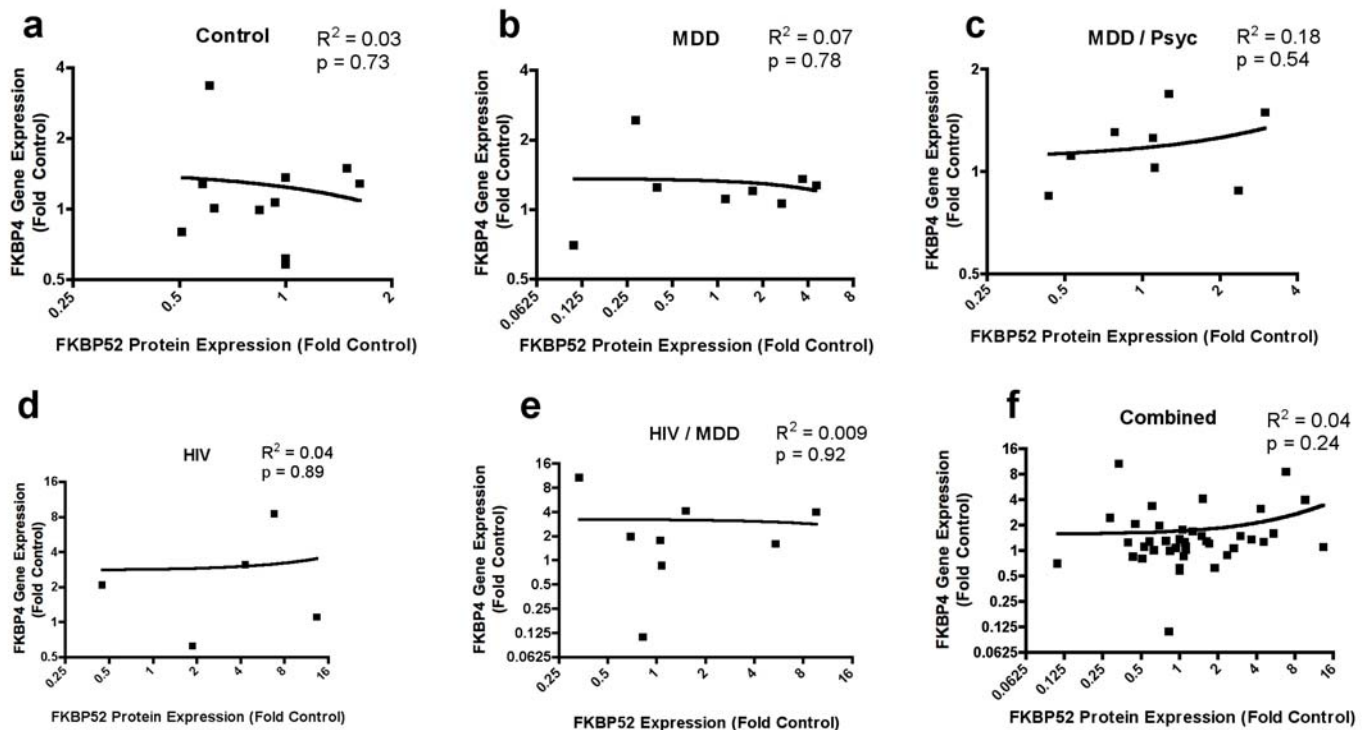 a
Control
R² = 0.03
p = 0.73
FKBP4 Gene Expression
(Fold Control)
4
2
1
0.5
0.25
0.5
1
2
FKBP52 Protein Expression (Fold Control)
b
MDD
R² = 0.07
p = 0.78
FKBP4 Gene Expression
(Fold Control)
4
2
1
0.5
0.0625
0.125
0.25
0.5
1
2
4
8
FKBP52 Protein Expression (Fold Control)
c
MDD / Psyc
R² = 0.18
p = 0.54
FKBP4 Gene Expression
(Fold Control)
2
1
0.5
0.25
0.5
1
2
4
FKBP52 Protein Expression (Fold Control)
d
HIV
R² = 0.04
p = 0.89
FKBP4 Gene Expression
(Fold Control)
16
8
4
2
1
0.5
0.25
0.5
1
2
4
8
16
FKBP52 Protein Expression (Fold Control)
e
HIV / MDD
R² = 0.009
p = 0.92
FKBP4 Gene Expression
(Fold Control)
16
8
4
2
1
0.5
0.25
0.125
0.0625
0.25
0.5
1
2
4
8
16
FKBP52 Expression (Fold Control)
f
Combined
R² = 0.04
p = 0.24
FKBP4 Gene Expression
(Fold Control)
16
8
4
2
1
0.5
0.25
0.125
0.0625
0.0625
0.125
0.25
0.5
1
2
4
8
16
FKBP52 Protein Expression (Fold Control)